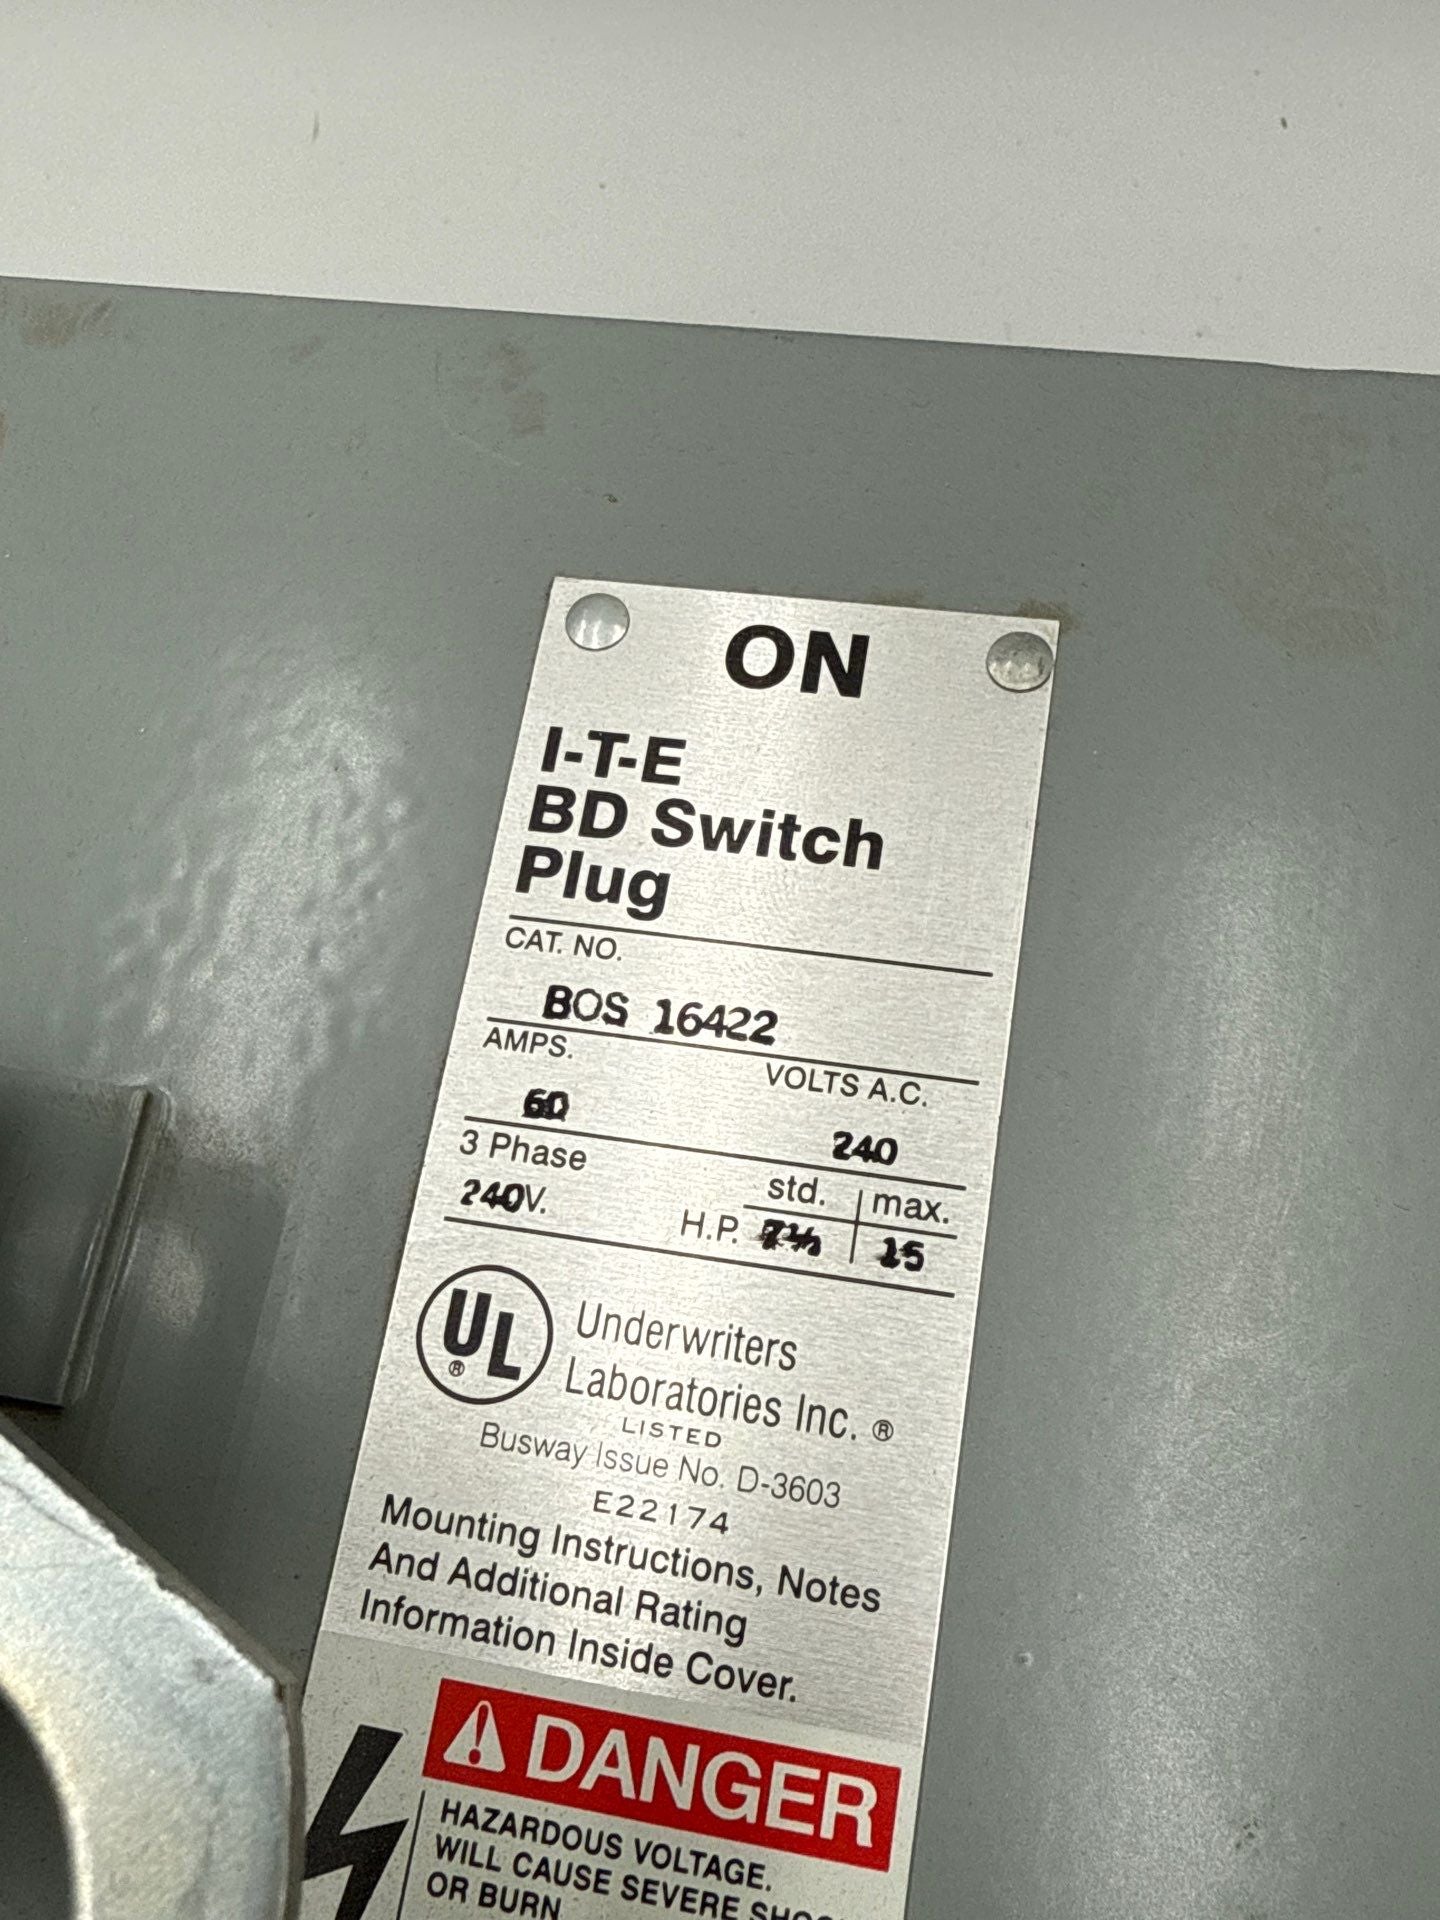 ON
I-T-E
BD Switch
Plug
CAT. NO.
BOS 16422
AMPS. VOLTS A.C.
60 240
3 Phase std. max.
240V. H.P. 7½ 15
UL®
Underwriters
Laboratories Inc.®
LISTED
Busway Issue No. D-3603
E22174
Mounting Instructions, Notes
And Additional Rating
Information Inside Cover.
DANGER
HAZARDOUS VOLTAGE.
WILL CAUSE SEVERE
OR BURN